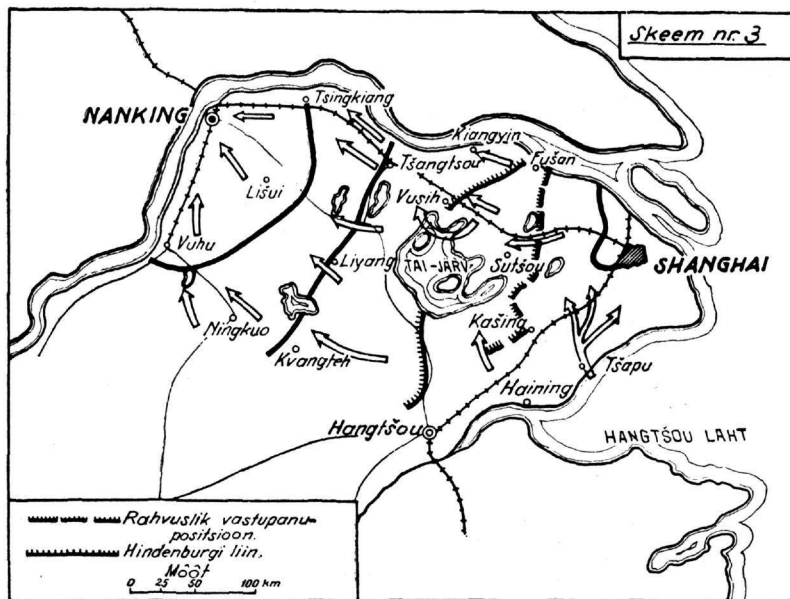 Skeem nr. 3
Tsingkiang
NANKING
Kiangyin
Fušan
Tšangtsou
Lišui
Vusih
Vuhu
TAI-JÄRV
Sutšou
SHANGHAI
Liyang
Ningkuo
Kašing
Kvangteh
Tšapu
Haining
Hangtšou
HANGTŠOU LAHT
Rahvuslik vastupanu-
positsioon.
Hindenburgi liin.
Mõõt
0 25 50 100 km